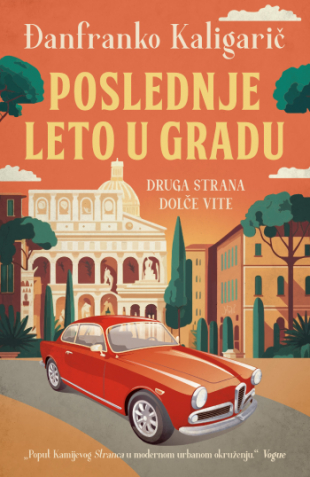 Đanfranko Kaligarič
POSLEDNJE
LETO U GRADU
DRUGA STRANA
DOLČE VITE
„Poput Kamijevog Stranca u modernom urbanom okruženju.“ Vogue